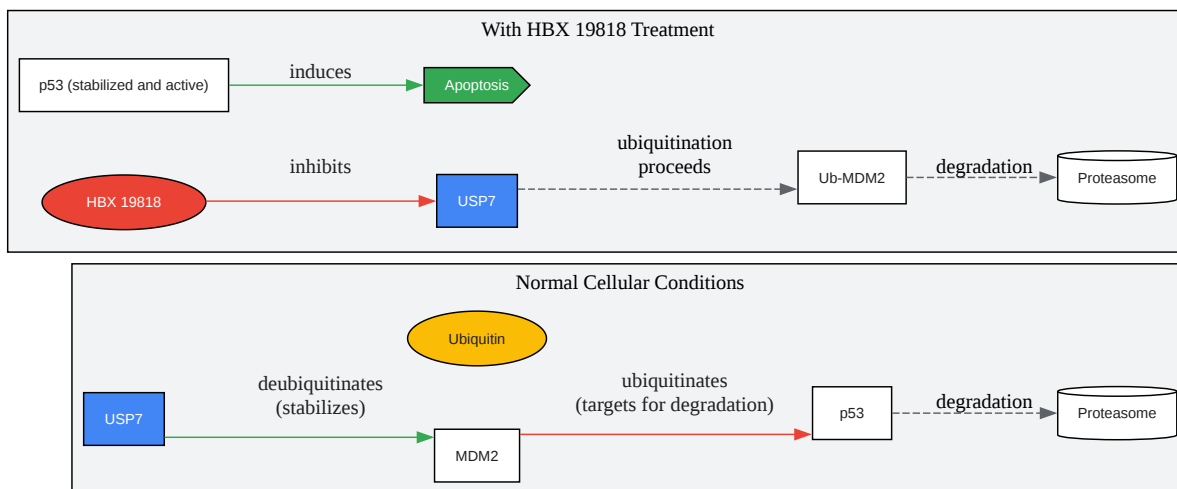 With HBX 19818 Treatment
p53 (stabilized and active)
induces
Apoptosis
HBX 19818
inhibits
USP7
ubiquitination
proceeds
Ub-MDM2
degradation
Proteasome
Normal Cellular Conditions
Ubiquitin
USP7
deubiquitinates
(stabilizes)
MDM2
ubiquitinates
(targets for degradation)
p53
degradation
Proteasome